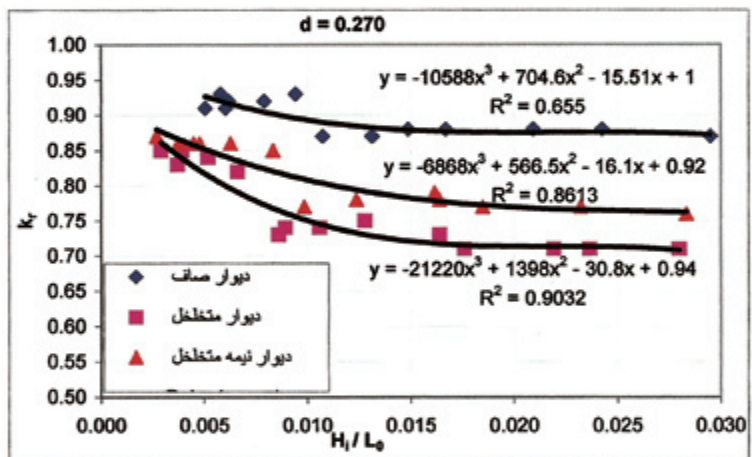 d = 0.270
1.00
0.95
0.90
0.85
0.80
0.75
0.70
0.65
0.60
0.55
0.50
kr
y = -10588x³ + 704.6x² - 15.51x + 1
R² = 0.655
y = -6868x³ + 566.5x² - 16.1x + 0.92
R² = 0.8613
y = -21220x³ + 1398x² - 30.8x + 0.94
R² = 0.9032
دیوار صاف
دیوار متخلخل
دیوار نیمه متخلخل
0.000 0.005 0.010 0.015 0.020 0.025 0.030
Hi / L0